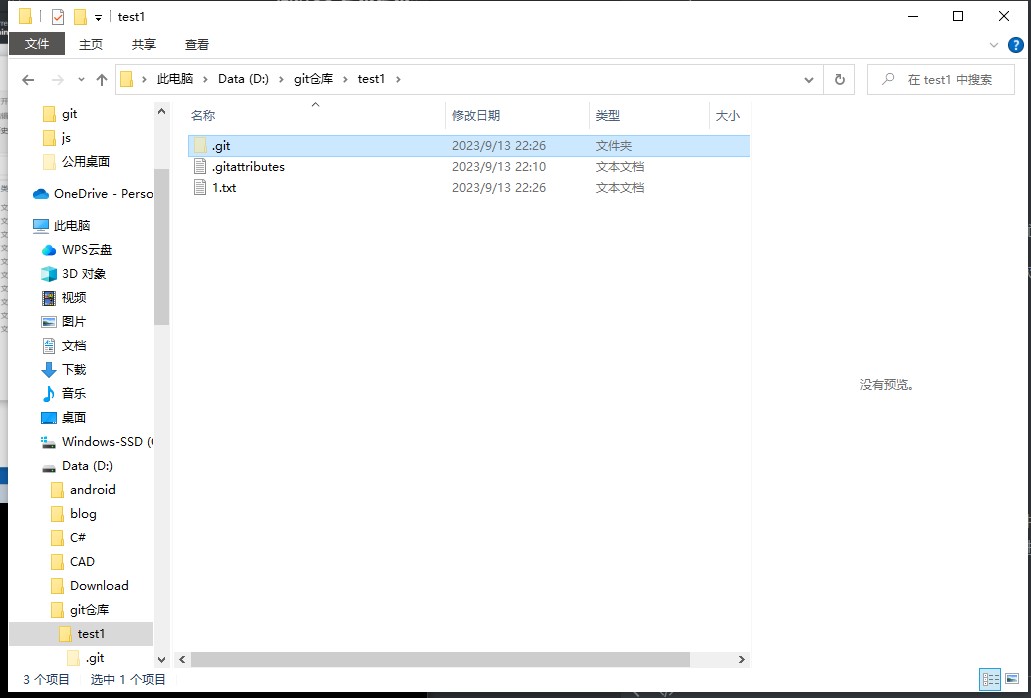 test1
文件 主页 共享 查看
此电脑 Data (D:) git仓库 test1
在 test1 中搜索
git
js
公用桌面
OneDrive - Perso
此电脑
WPS云盘
3D 对象
视频
图片
文档
下载
音乐
桌面
Windows-SSD (
Data (D:)
android
blog
C#
CAD
Download
git仓库
test1
.git
名称 修改日期 类型 大小
.git 2023/9/13 22:26 文件夹
.gitattributes 2023/9/13 22:10 文本文档
1.txt 2023/9/13 22:26 文本文档
没有预览。
3 个项目 选中 1 个项目